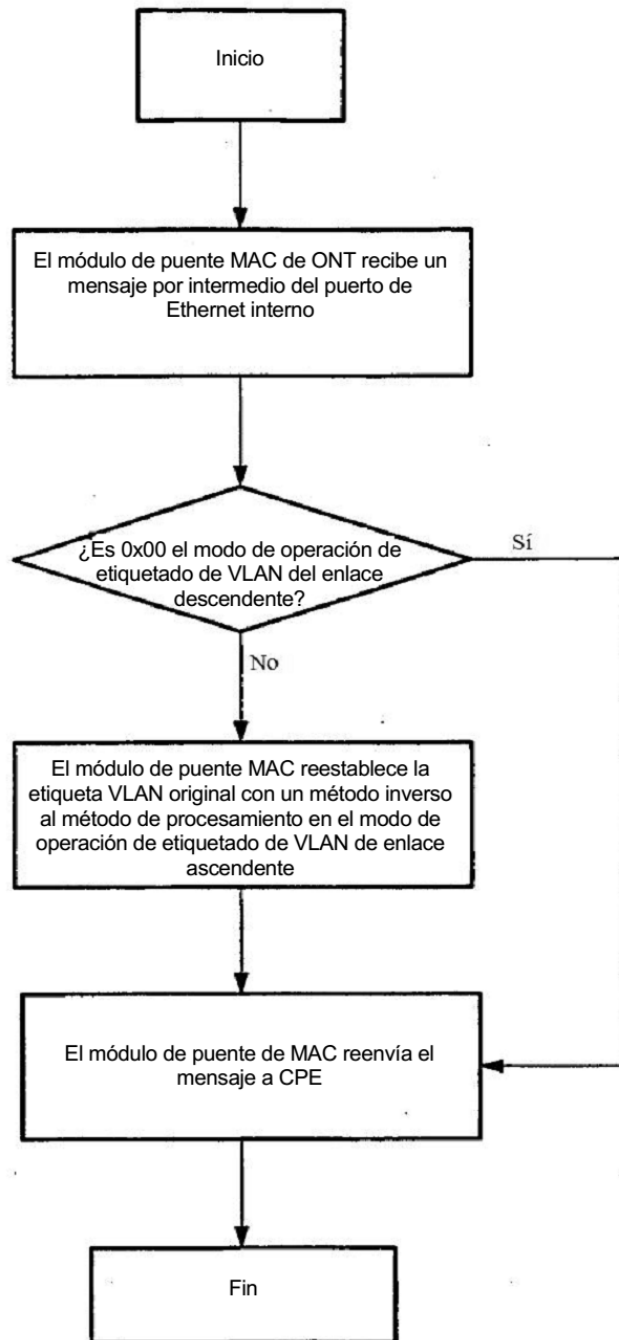 Inicio
El módulo de puente MAC de ONT recibe un
mensaje por intermedio del puerto de
Ethernet interno
¿Es 0x00 el modo de operación de
etiquetado de VLAN del enlace
descendente?
Sí
No
El módulo de puente MAC reestablece la
etiqueta VLAN original con un método inverso
al método de procesamiento en el modo de
operación de etiquetado de VLAN de enlace
ascendente
El módulo de puente de MAC reenvía el
mensaje a CPE
Fin